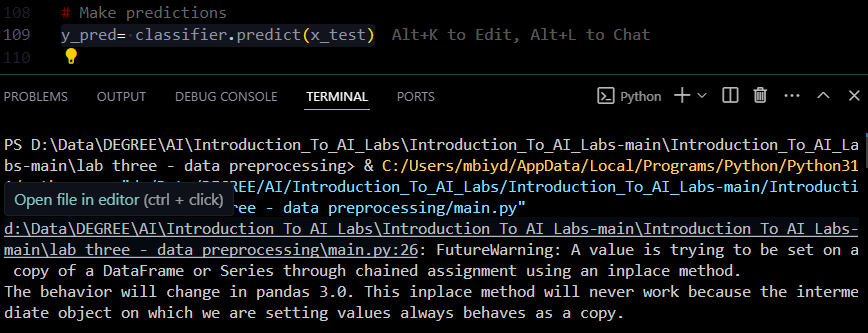 108 # Make predictions
109 y_pred= classifier.predict(x_test) Alt+K to Edit, Alt+L to Chat
110
PROBLEMS OUTPUT DEBUG CONSOLE TERMINAL PORTS Python
PS D:\Data\DEGREE\AI\Introduction_To_AI_Labs\Introduction_To_AI_Labs-main\Introduction_To_AI_La
bs-main\lab three - data preprocessing> & C:/Users/mbiyd/AppData/Local/Programs/Python/Python31
DEGREE/AI/Introduction_To_AI_Labs/Introduction_To_AI_Labs-main/Introducti
Open file in editor (ctrl + click)
ree - data preprocessing/main.py"
d:\Data\DEGREE\AI\Introduction_To_AI_Labs\Introduction_To_AI_Labs-main\Introduction_To_AI_Labs-
main\lab three - data preprocessing\main.py:26: FutureWarning: A value is trying to be set on a
copy of a DataFrame or Series through chained assignment using an inplace method.
The behavior will change in pandas 3.0. This inplace method will never work because the interme
diate object on which we are setting values always behaves as a copy.